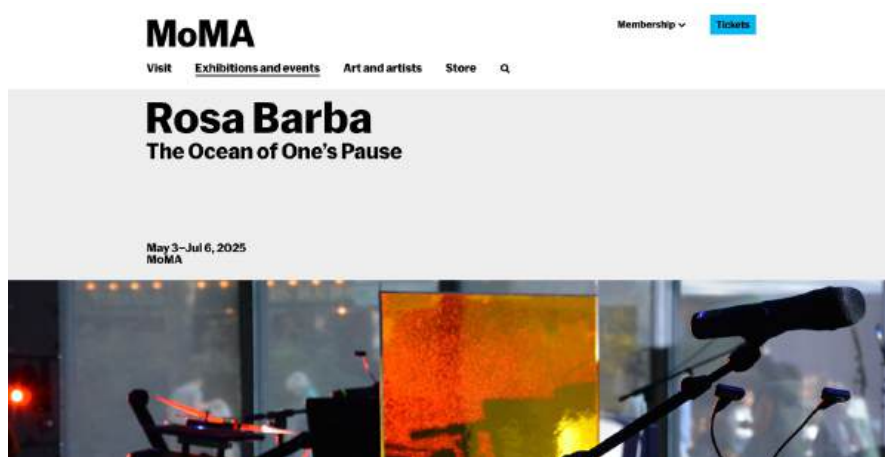 MoMA
Membership
Tickets
Visit Exhibitions and events Art and artists Store
Rosa Barba
The Ocean of One's Pause
May 3–Jul 6, 2025
MoMA